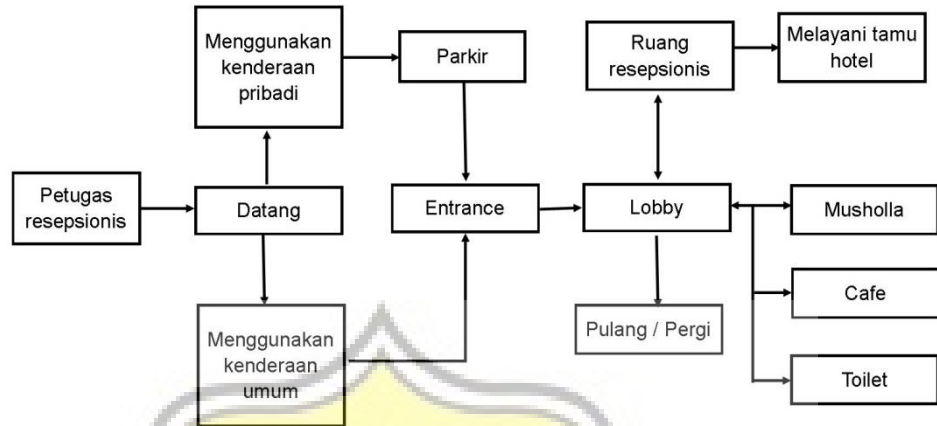 Menggunakan
kenderaan
pribadi
Parkir
Ruang
resepsionis
Melayani tamu
hotel
Petugas
resepsionis
Datang
Entrance
Lobby
Musholla
Menggunakan
kenderaan
umum
Pulang / Pergi
Cafe
Toilet